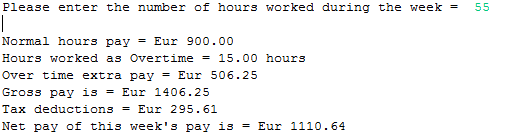 Please enter the number of hours worked during the week =  55
Normal hours pay = Eur 900.00
Hours worked as Overtime = 15.00 hours
Over time extra pay = Eur 506.25
Gross pay is = Eur 1406.25
Tax deductions = Eur 295.61
Net pay of this week's pay is = Eur 1110.64